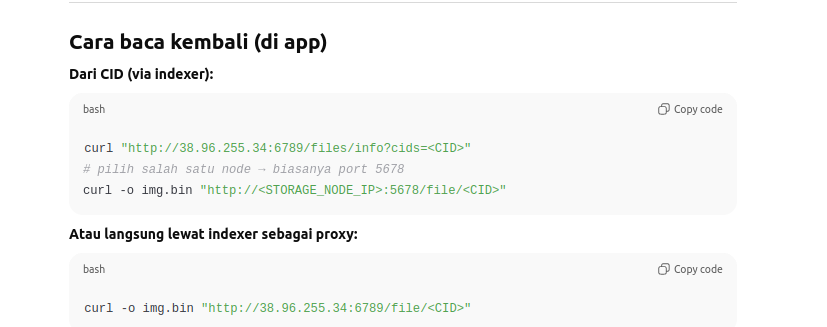 Cara baca kembali (di app)
Dari CID (via indexer):
bash
Copy code
curl "http://38.96.255.34:6789/files/info?cids=<CID>"
# pilih salah satu node → biasanya port 5678
curl -o img.bin "http://<STORAGE_NODE_IP>:5678/file/<CID>"
Atau langsung lewat indexer sebagai proxy:
bash
Copy code
curl -o img.bin "http://38.96.255.34:6789/file/<CID>"